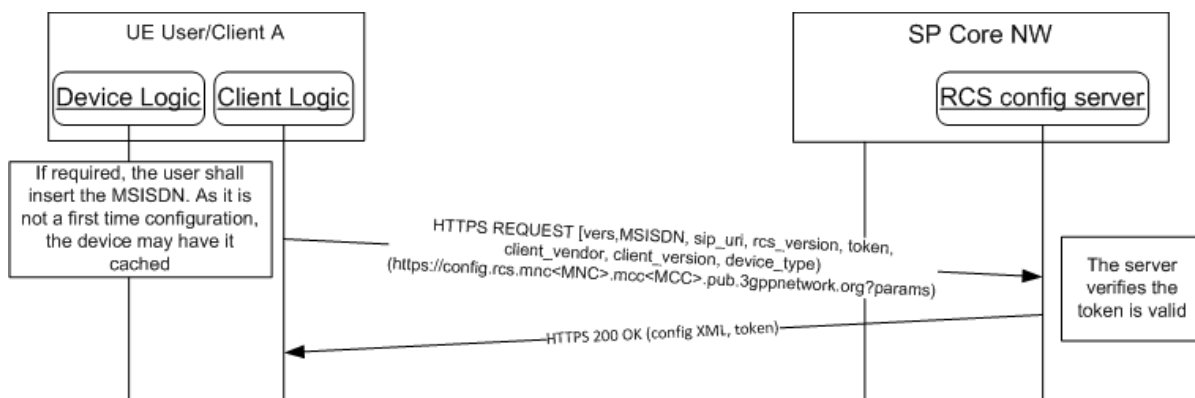 UE User/Client A
SP Core NW
Device Logic
Client Logic
RCS config server
If required, the user shall
insert the MSISDN. As it is
not a first time configuration,
the device may have it
cached
HTTPS REQUEST [vers,MSISDN, sip_uri, rcs_version, token,
client_vendor, client_version, device_type)
(https://config.rcs.mnc<MNC>.mcc<MCC>.pub.3gppnetwork.org?params)
The server
verifies the
token is valid
HTTPS 200 OK (config XML, token)